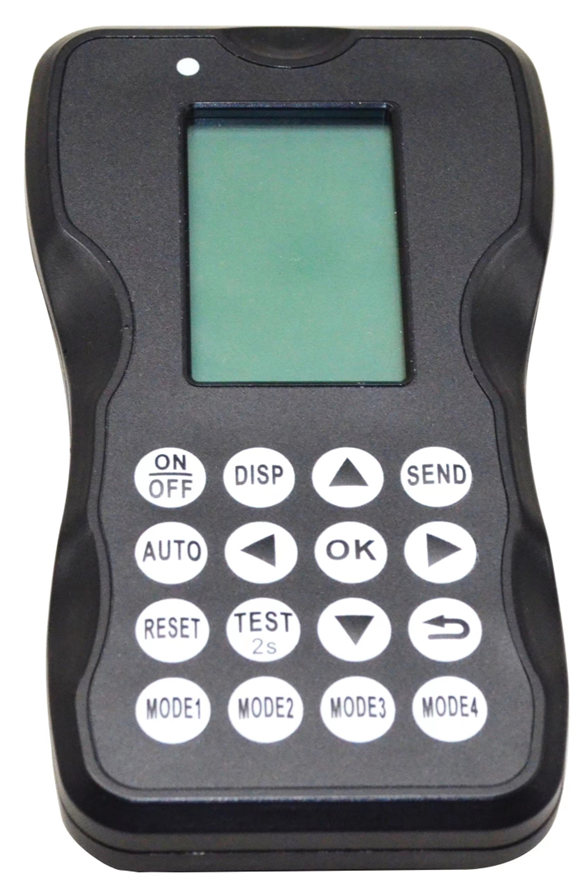 ON
OFF
DISP
SEND
AUTO
OK
RESET
TEST
2s
MODE1
MODE2
MODE3
MODE4